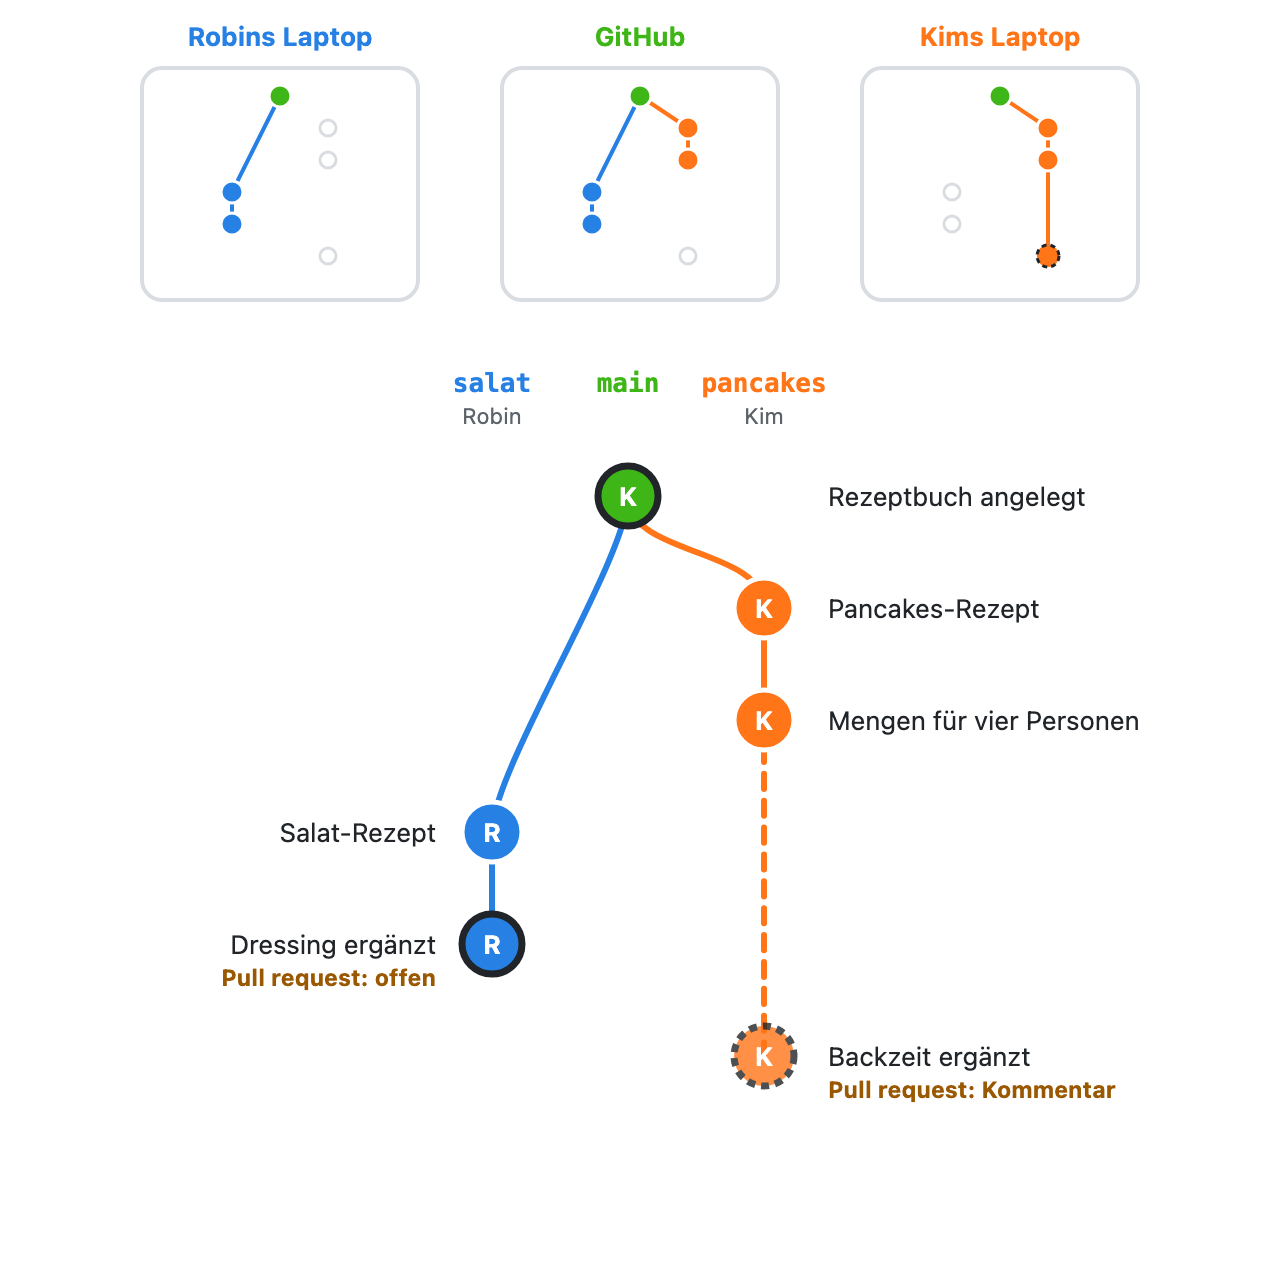 Robins Laptop
GitHub
Kims Laptop
salat
main
pancakes
Robin
Kim
K
Rezeptbuch angelegt
K
Pancakes-Rezept
K
Mengen für vier Personen
Salat-Rezept
R
Dressing ergänzt
R
Pull request: offen
K
Backzeit ergänzt
Pull request: Kommentar